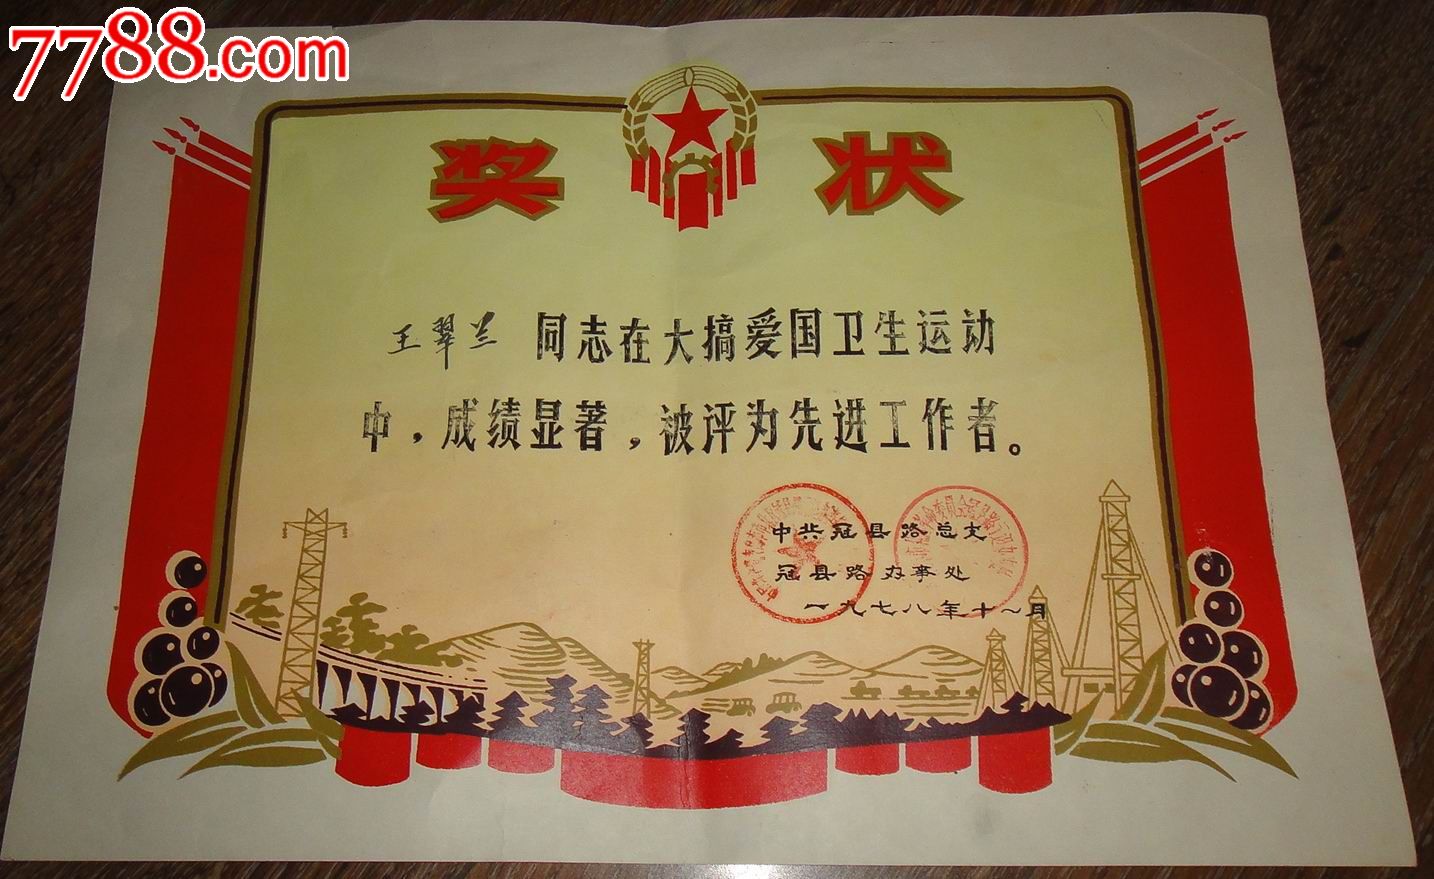 7788.com
奖状
王翠兰 同志在大搞爱国卫生运动
中，成绩显著，被评为先进工作者。
中共冠县路总支
冠县路办事处
一九七八年十一月